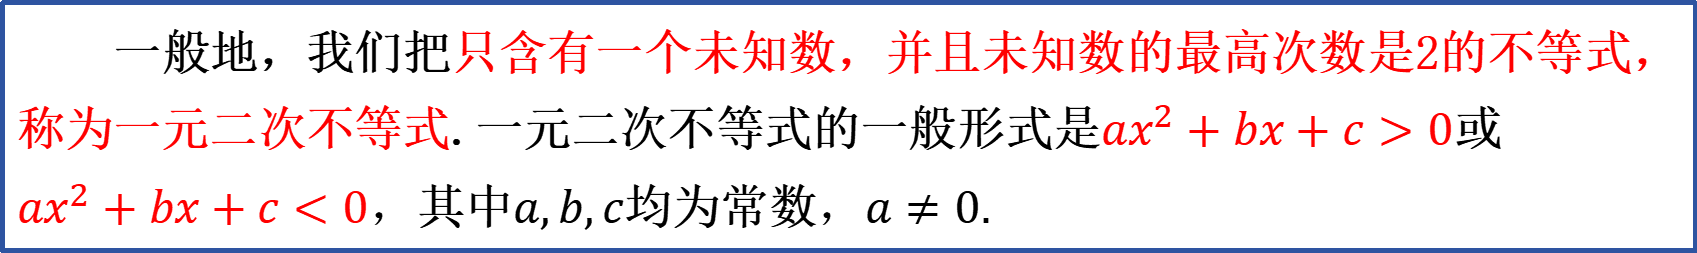 一般地，我们把只含有一个未知数，并且未知数的最高次数是2的不等式，
称为一元二次不等式. 一元二次不等式的一般形式是ax² + bx + c > 0或
ax² + bx + c < 0，其中a, b, c均为常数，a ≠ 0.